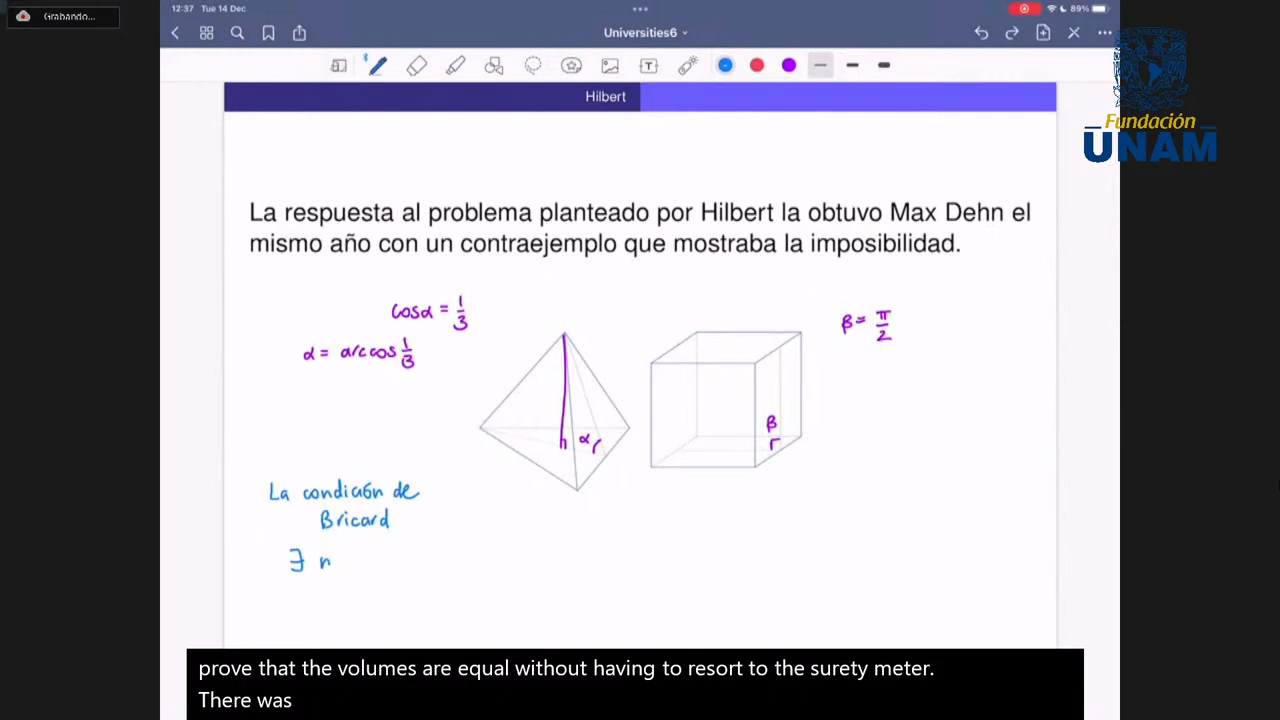 12:37 Tue 14 Dec
89%
Grabando...
Universities6
T
Hilbert
Fundación
UNAM
La respuesta al problema planteado por Hilbert la obtuvo Max Dehn el
mismo año con un contraejemplo que mostraba la imposibilidad.
cosα = 1/3
α = arccos 1/3
β = π/2
α
β
La condición de
Bricard
∃ n
prove that the volumes are equal without having to resort to the surety meter.
There was